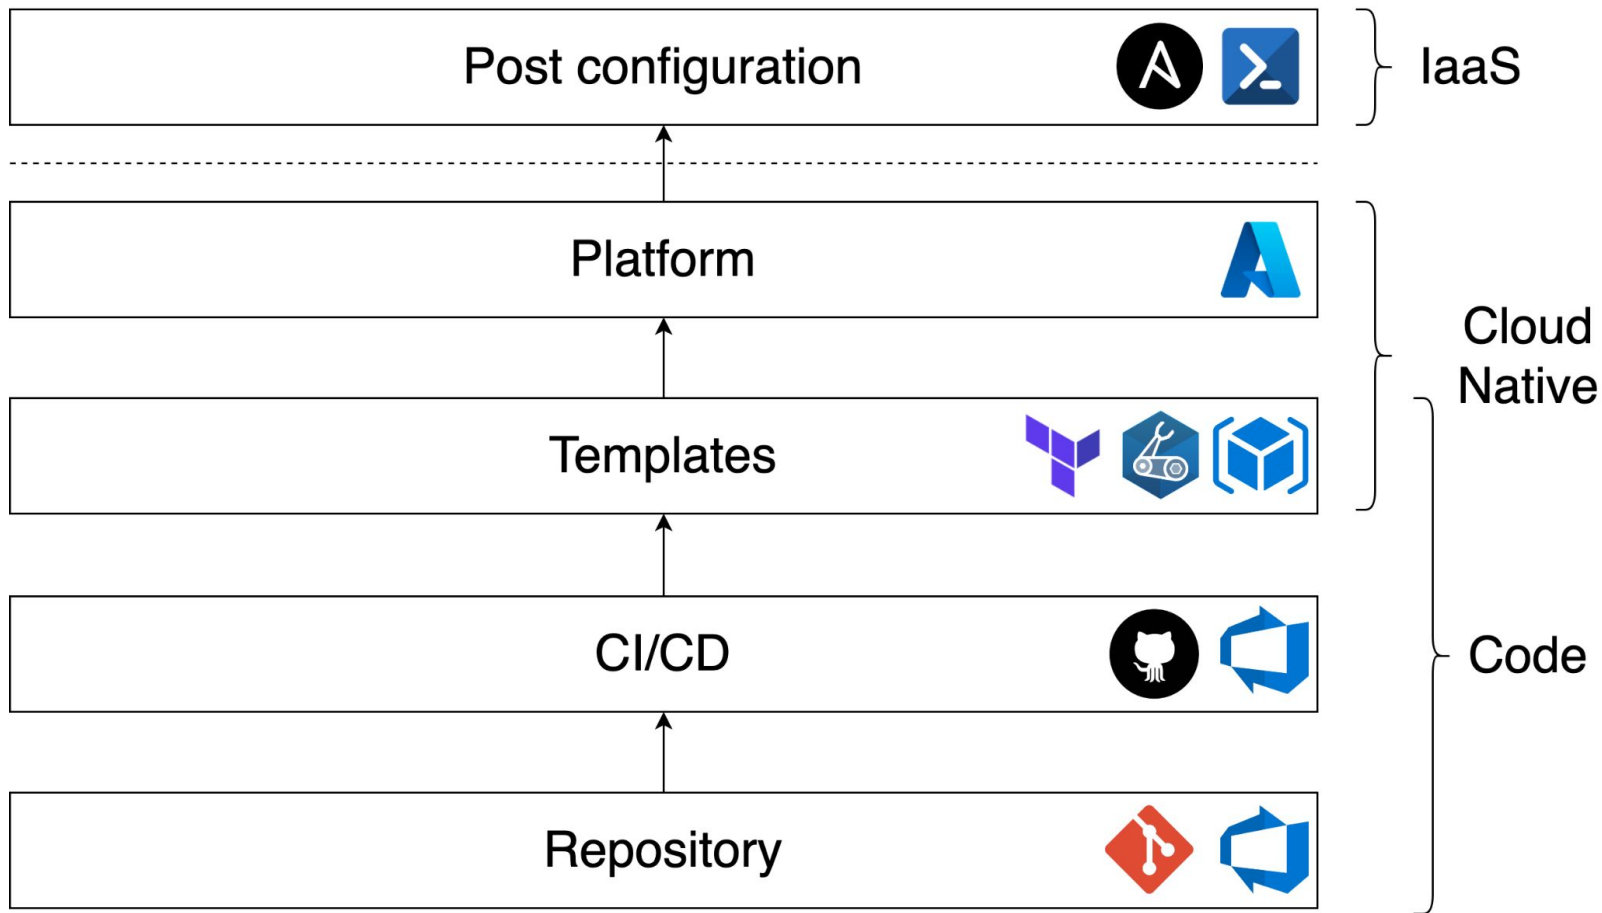 Post configuration
IaaS
Platform
Cloud
Native
Templates
CI/CD
Code
Repository